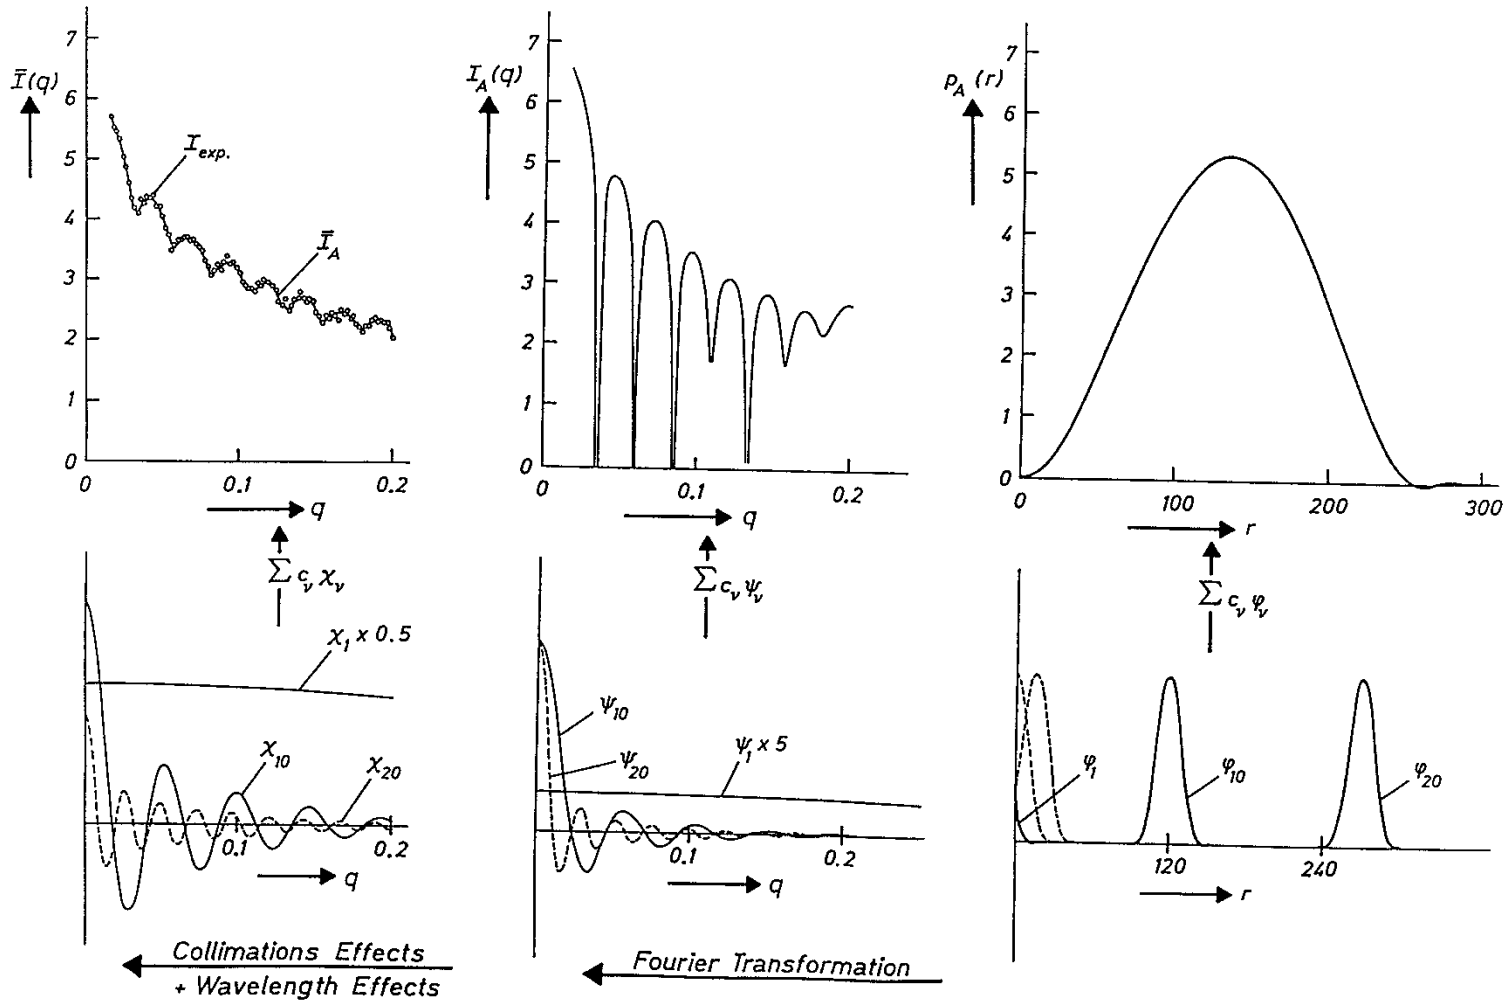 Ī(q)
7
6
5
4
3
2
1
0
I_exp.
Ī_A
0
0.1
0.2
q
I_A(q)
7
6
5
4
3
2
1
0
0
0.1
0.2
q
p_A(r)
7
6
5
4
3
2
1
0
0
100
200
300
r
∑ c_ν χ_ν
∑ c_ν ψ_ν
∑ c_ν φ_ν
χ_1 x 0.5
χ_10
χ_20
0.1
0.2
q
ψ_10
ψ_20
ψ_1 x 5
0.1
0.2
q
φ_1
φ_10
φ_20
120
240
r
Collimations Effects
+ Wavelength Effects
Fourier Transformation